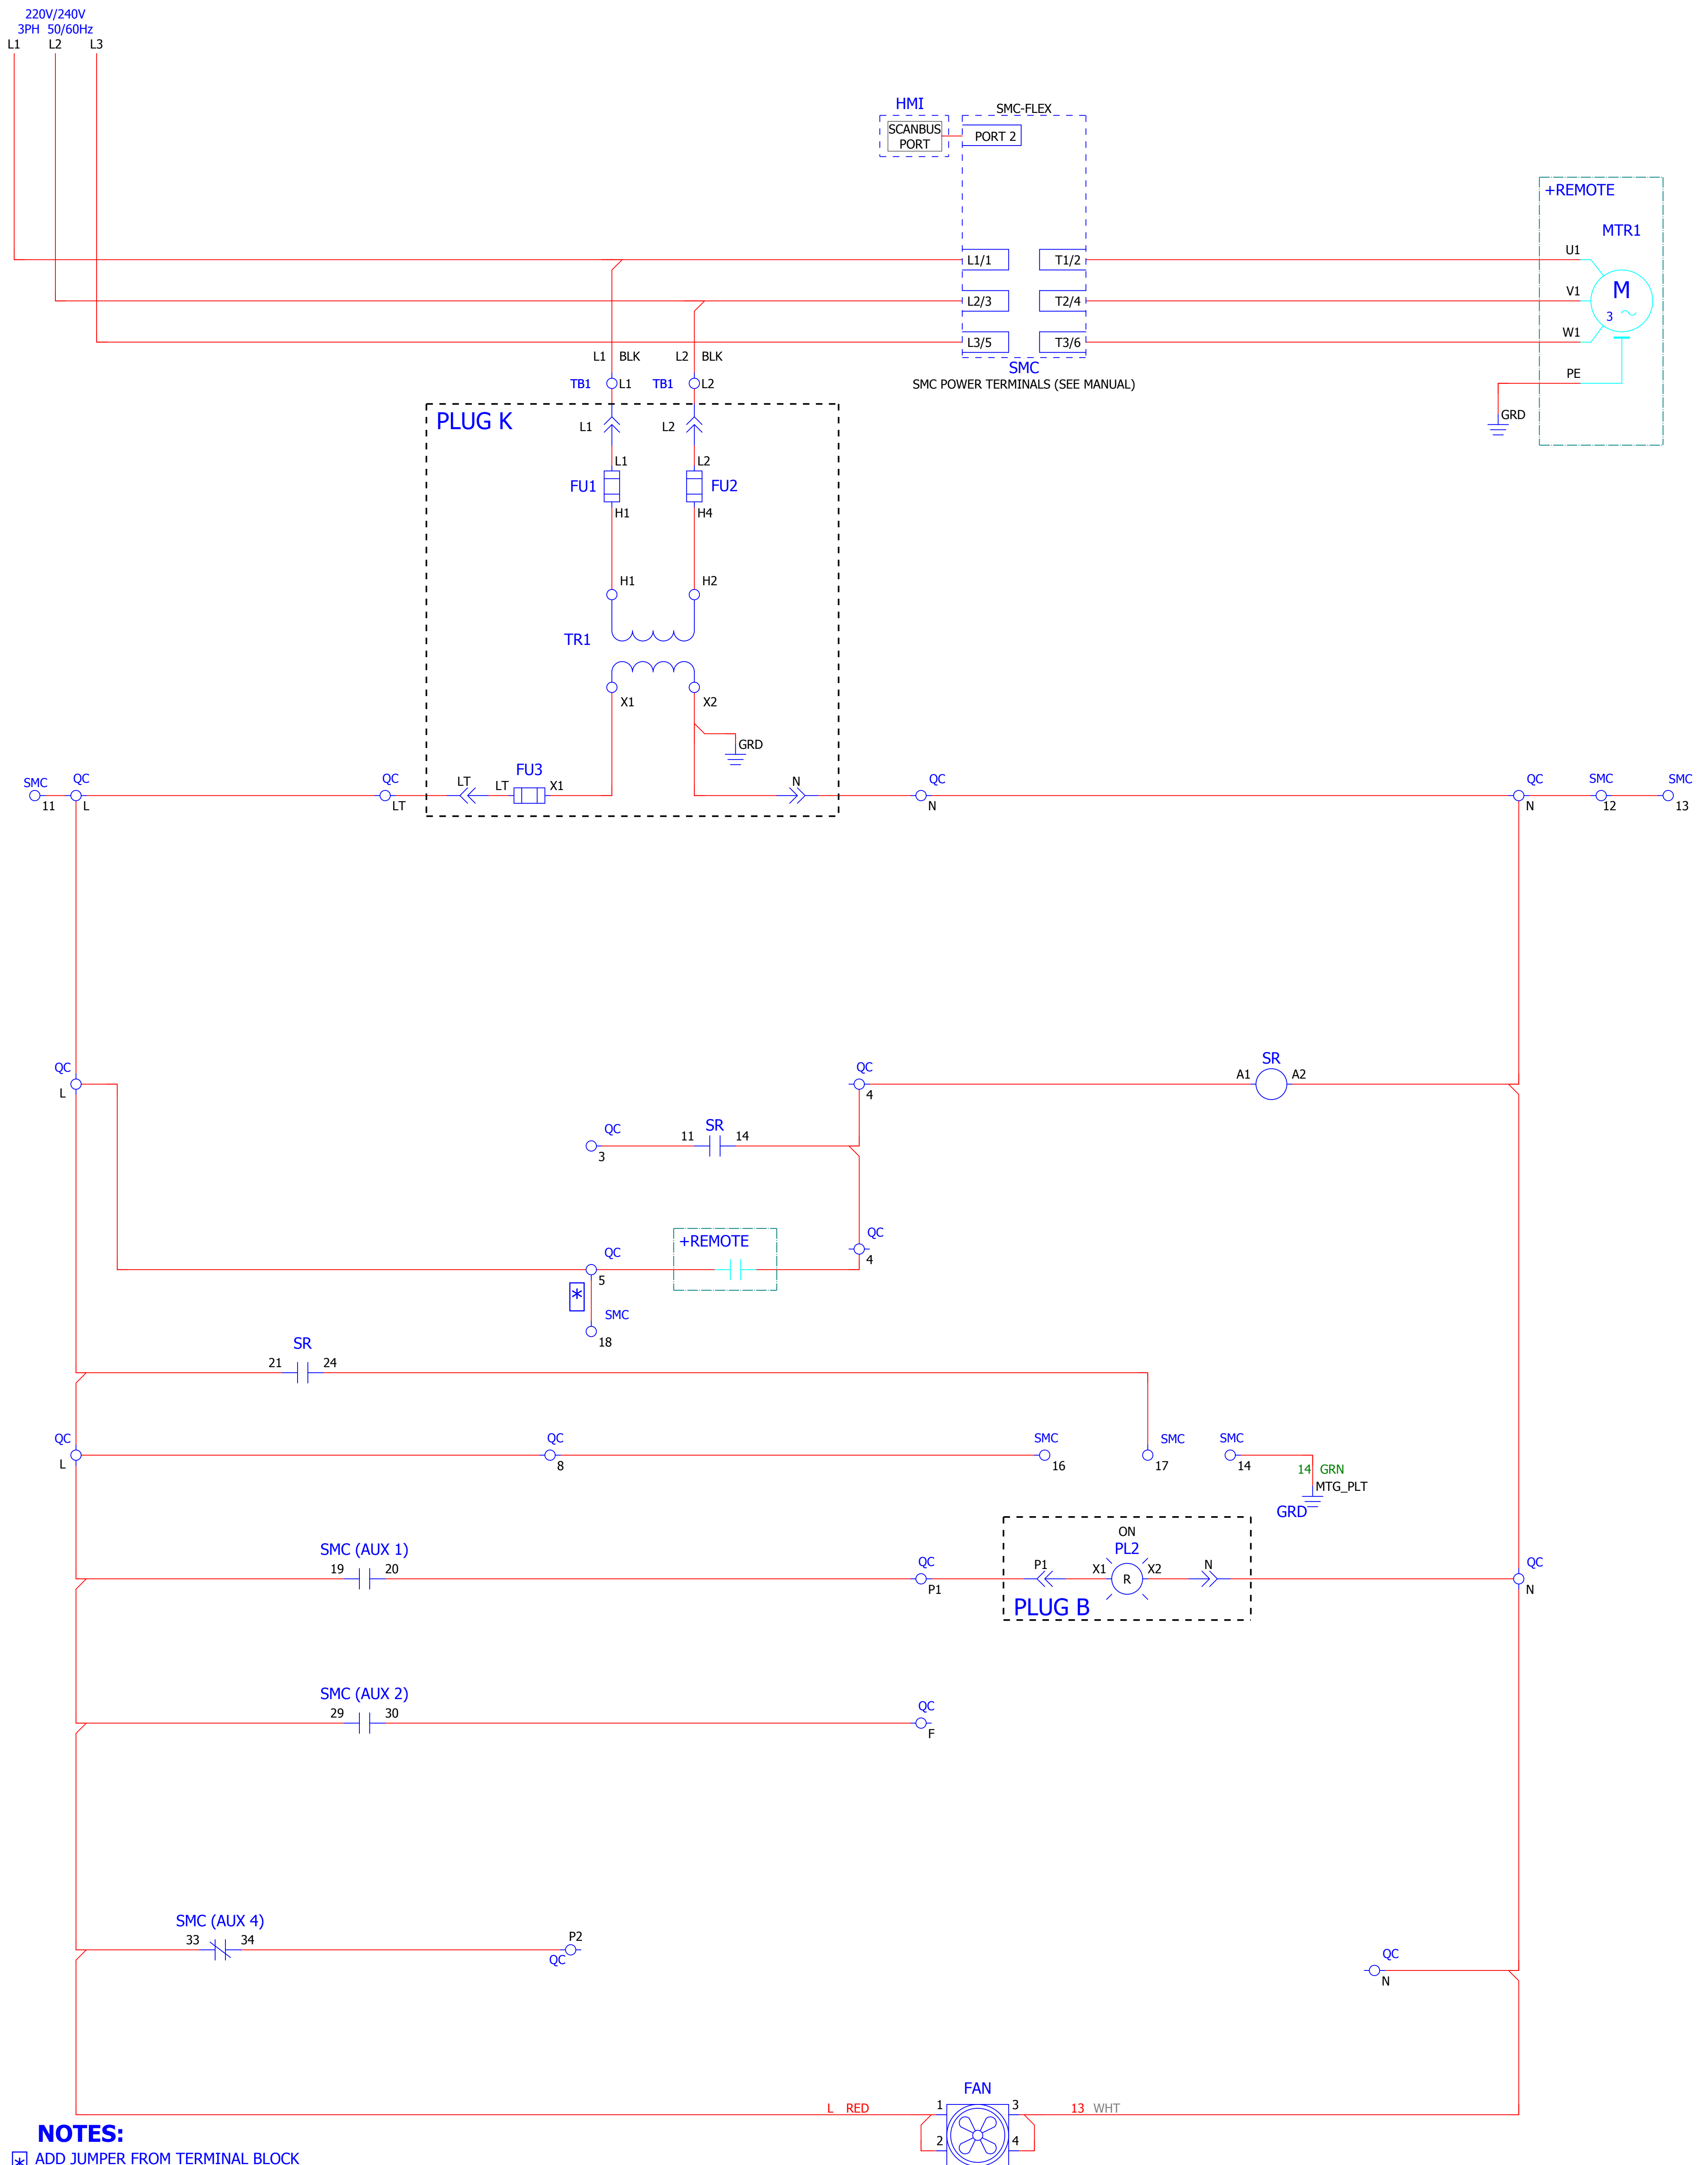 220V/240V
3PH 50/60Hz
L1 L2 L3
HMI
SMC-FLEX
SCANBUS
PORT
PORT 2
+REMOTE
MTR1
U1
L1/1 T1/2
M
3
V1
L2/3 T2/4
W1
L3/5 T3/6
L1 BLK L2 BLK
SMC
SMC POWER TERMINALS (SEE MANUAL)
PE
TB1 L1 TB1 L2
GRD
PLUG K
L1 L2
L1 L2
FU1 FU2
H1 H4
H1 H2
TR1
X1 X2
GRD
FU3
SMC QC QC LT LT X1 N QC QC SMC SMC
11 L LT N N 12 13
QC QC SR
L 4 A1 A2
QC SR
3 11 14
QC
4
+REMOTE
QC
5
*
SMC
18
SR
21 24
QC QC SMC SMC SMC
L 8 16 17 14
14 GRN
MTG_PLT
GRD
ON
PL2
SMC (AUX 1)
19 20
QC P1 X1 R X2 N QC
P1 N
PLUG B
SMC (AUX 2)
29 30
QC
F
SMC (AUX 4)
33 34
P2
QC
QC
N
FAN
L RED 1 3 13 WHT
2 4
NOTES:
* ADD JUMPER FROM TERMINAL BLOCK